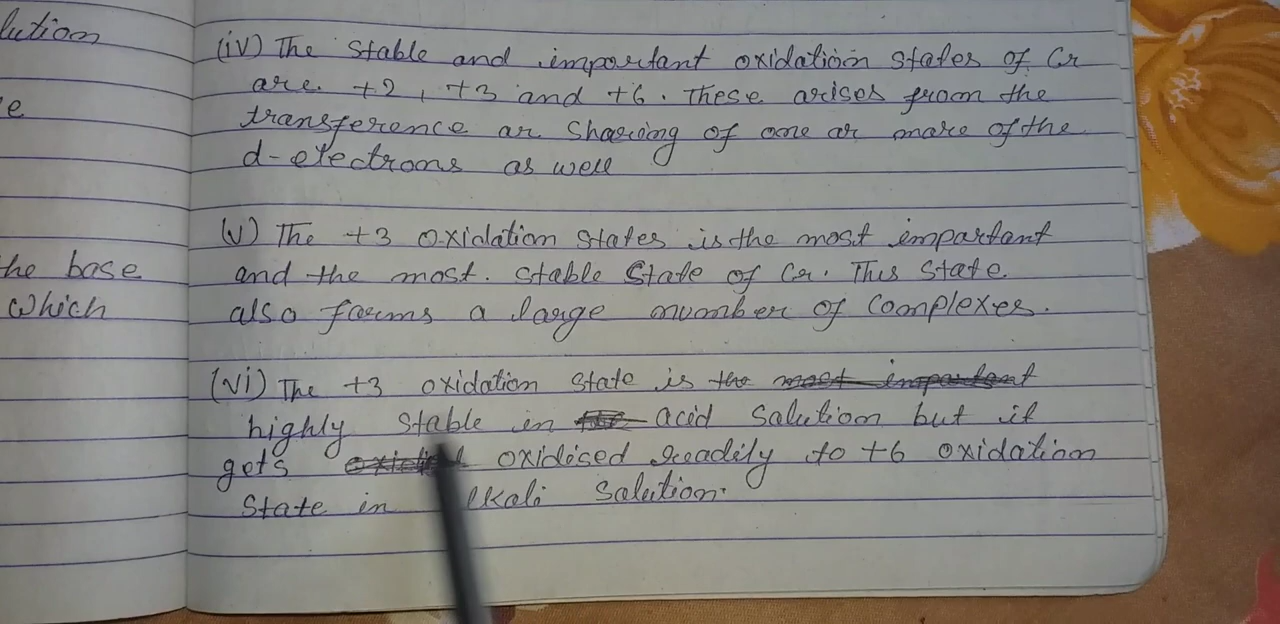 lution
e
he base
which
(iv) The stable and important oxidation states of Cr
are +2, +3 and +6. These arises from the
transference or sharing of one or more of the
d-electrons as well
(v) The +3 oxidation states is the most important
and the most. stable state of Cr. This state
also forms a large number of complexes.
(vi) The +3 oxidation state is the most important
highly stable in acid solution but it
gets oxidised readily to +6 oxidation
state in lkali solution.